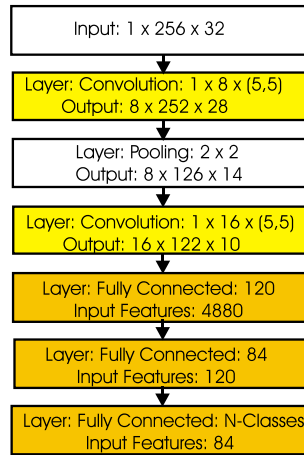 Input: 1 x 256 x 32
Layer: Convolution: 1 x 8 x (5,5)
Output: 8 x 252 x 28
Layer: Pooling: 2 x 2
Output: 8 x 126 x 14
Layer: Convolution: 1 x 16 x (5,5)
Output: 16 x 122 x 10
Layer: Fully Connected: 120
Input Features: 4880
Layer: Fully Connected: 84
Input Features: 120
Layer: Fully Connected: N-Classes
Input Features: 84